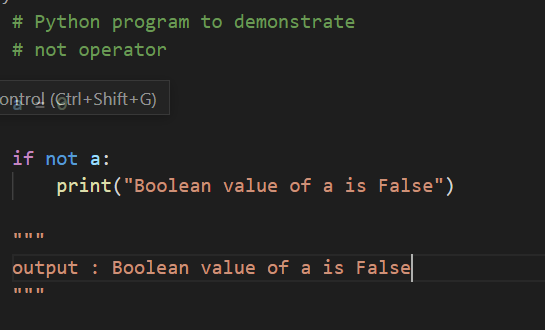 # Python program to demonstrate
# not operator
ontrol (Ctrl+Shift+G)
if not a:
print("Boolean value of a is False")
"""
output : Boolean value of a is False
"""